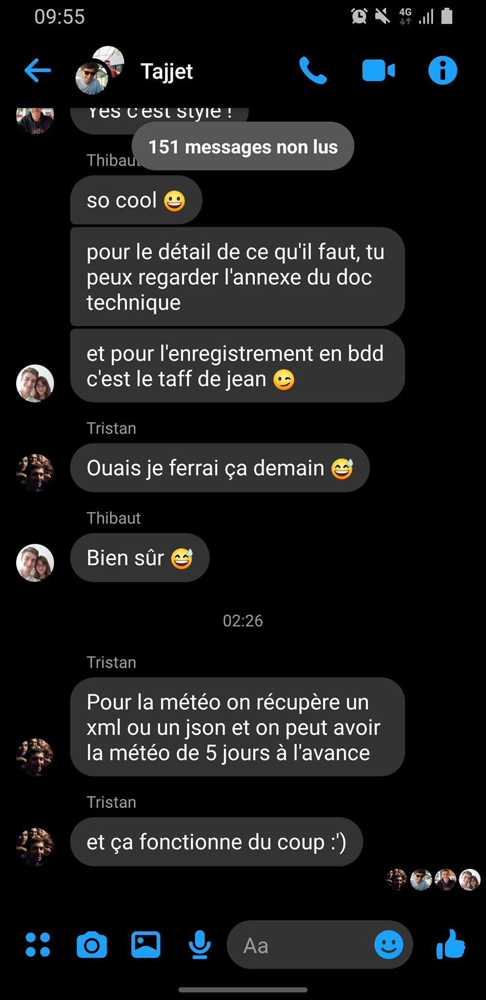 09:55
4G
Tajjet
Yes c'est stylé !
151 messages non lus
Thibaut
so cool 😀
pour le détail de ce qu'il faut, tu
peux regarder l'annexe du doc
technique
et pour l'enregistrement en bdd
c'est le taff de jean 😉
Tristan
Ouais je ferrai ça demain 😅
Thibaut
Bien sûr 😅
02:26
Tristan
Pour la météo on récupère un
xml ou un json et on peut avoir
la météo de 5 jours à l'avance
Tristan
et ça fonctionne du coup :')
Aa